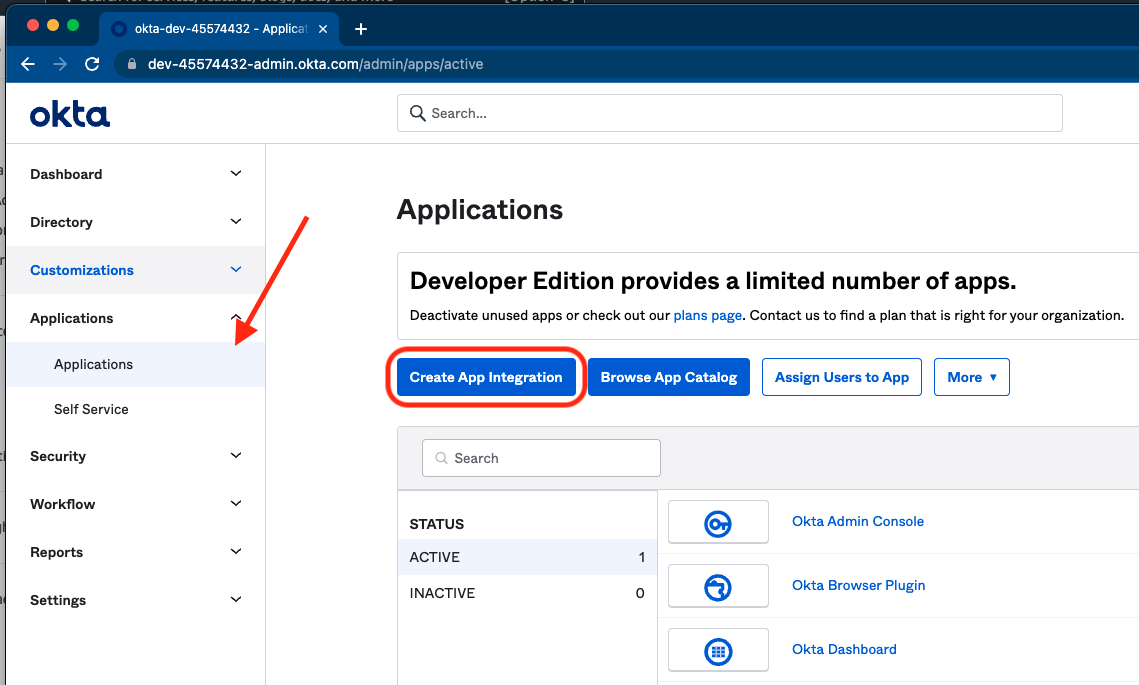 okta-dev-45574432 - Applicat
dev-45574432-admin.okta.com/admin/apps/active
okta
Search...
Dashboard
Directory
Customizations
Applications
Applications
Self Service
Security
Workflow
Reports
Settings
Applications
Developer Edition provides a limited number of apps.
Deactivate unused apps or check out our plans page. Contact us to find a plan that is right for your organization.
Create App Integration Browse App Catalog Assign Users to App More ▼
Search
STATUS
ACTIVE 1
INACTIVE 0
Okta Admin Console
Okta Browser Plugin
Okta Dashboard